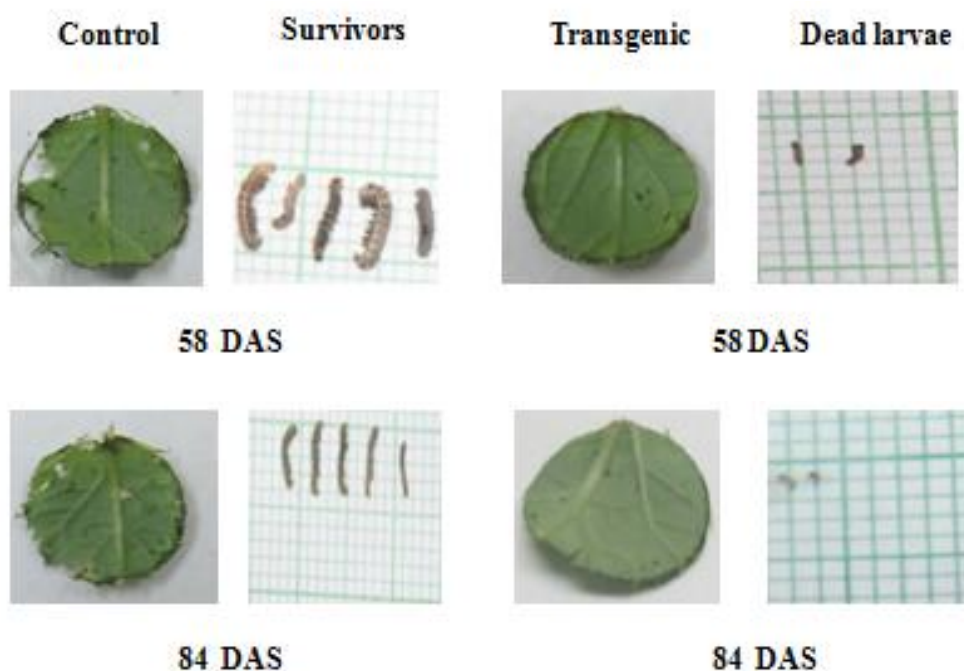 Control Survivors Transgenic Dead larvae
58 DAS 58 DAS
84 DAS 84 DAS